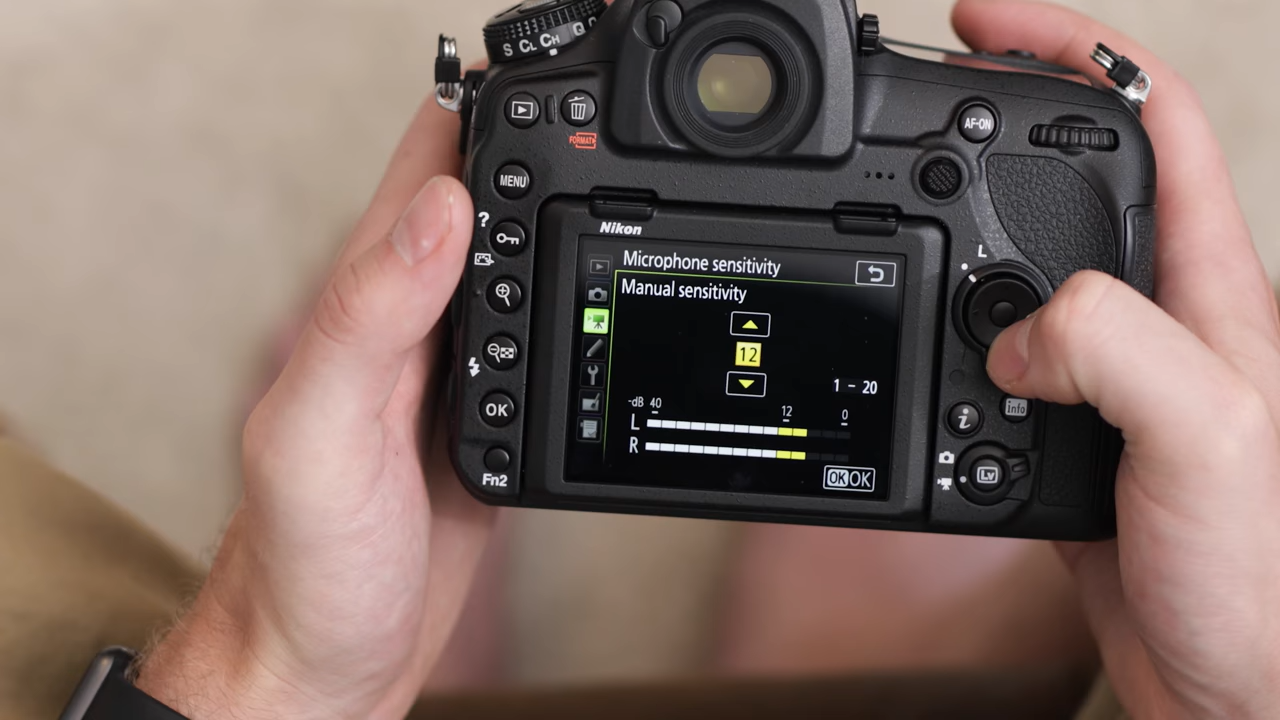 S CL CH Q
FORMAT
AF-ON
MENU
?
L
Nikon
Microphone sensitivity
Manual sensitivity
12
1 - 20
-dB 40 12 0
L
R
OK OK
OK
Fn2
i
info
Lv